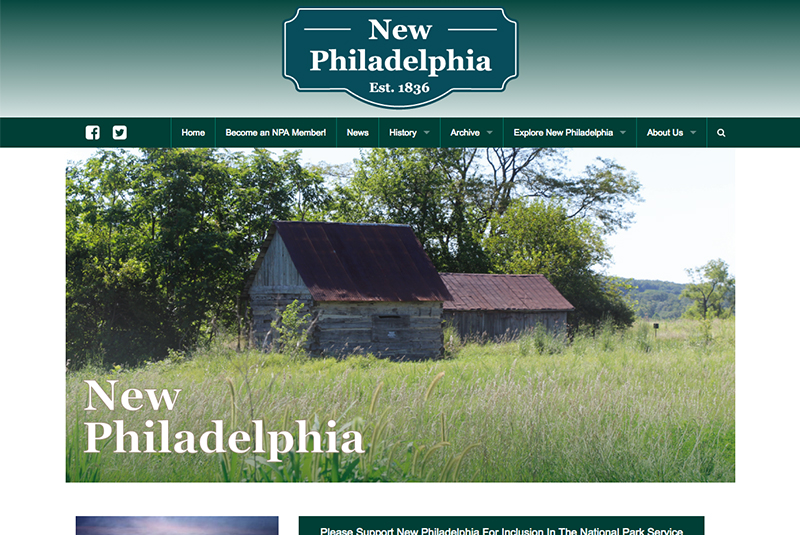 New
Philadelphia
Est. 1836
Home Become an NPA Member! News History Archive Explore New Philadelphia About Us
New
Philadelphia
Please Support New Philadelphia For Inclusion In The National Park Service